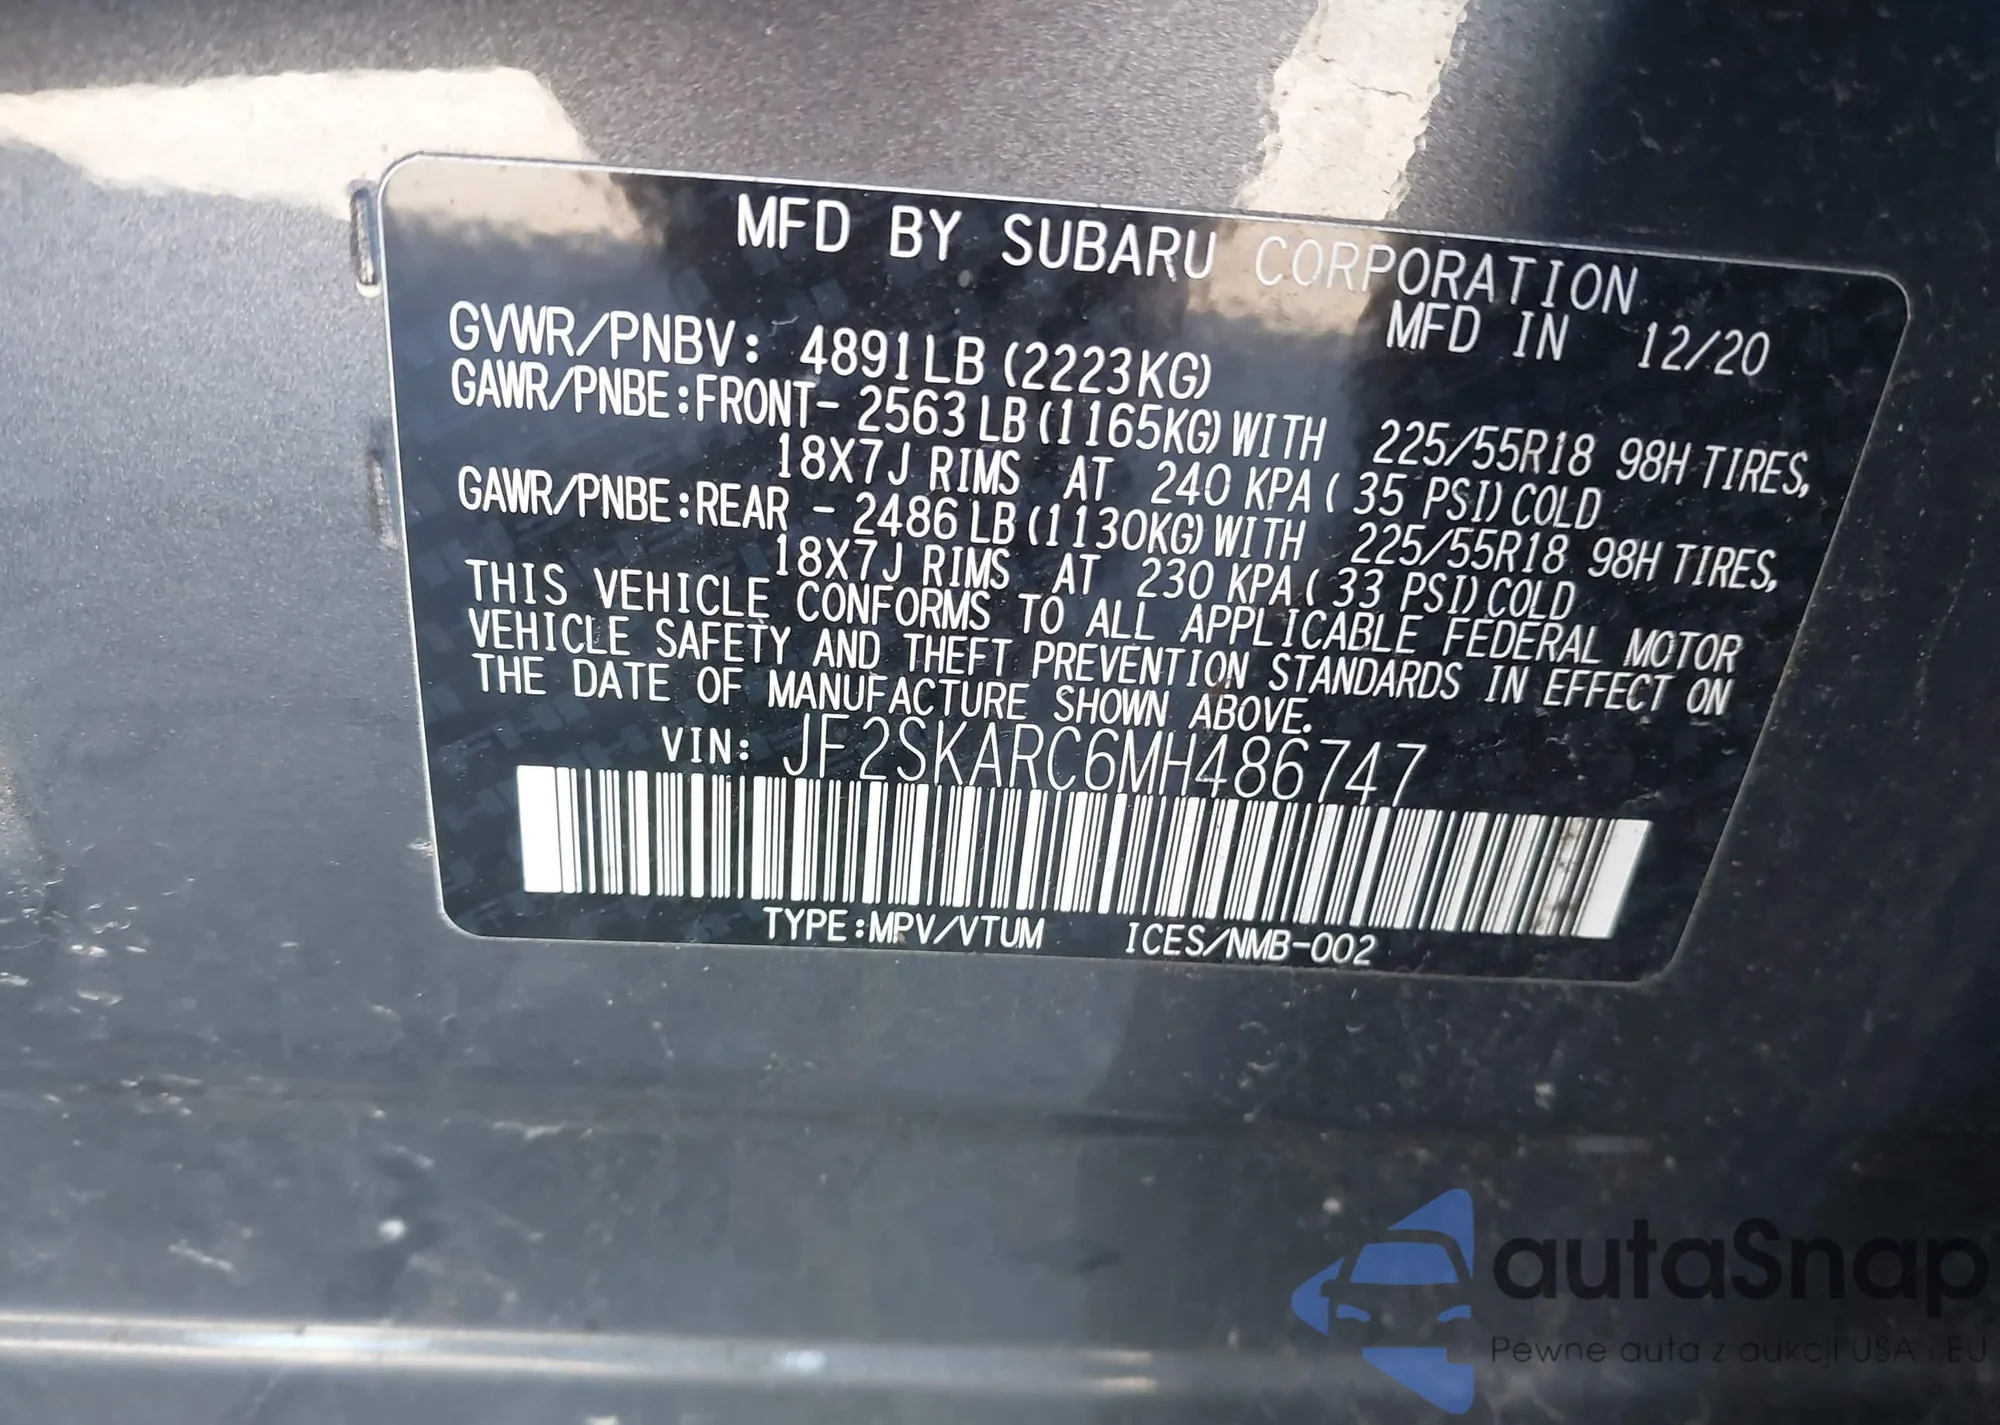 MFD BY SUBARU CORPORATION
MFD IN 12/20
GVWR/PNBV: 4891LB (2223KG)
GAWR/PNBE:FRONT- 2563 LB (1165KG) WITH 225/55R18 98H TIRES,
18X7J RIMS AT 240 KPA ( 35 PSI) COLD
GAWR/PNBE:REAR - 2486 LB (1130KG) WITH 225/55R18 98H TIRES,
18X7J RIMS AT 230 KPA ( 33 PSI) COLD
THIS VEHICLE CONFORMS TO ALL APPLICABLE FEDERAL MOTOR
VEHICLE SAFETY AND THEFT PREVENTION STANDARDS IN EFFECT ON
THE DATE OF MANUFACTURE SHOWN ABOVE.
VIN: JF2SKARC6MH486747
TYPE:MPV/VTUM ICES/NMB-002
autaSnap
Pewne auta z aukcji USA i EU